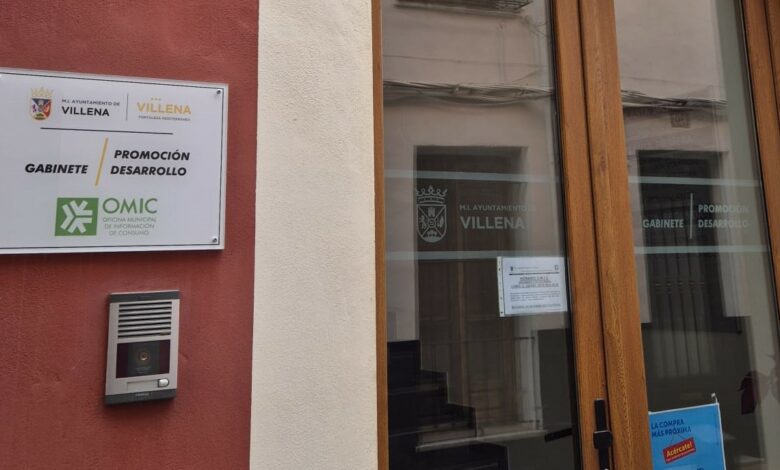 M.I. AYUNTAMIENTO DE
VILLENA
VILLENA
FORTALEZA MEDITERRÁNEA
GABINETE
PROMOCIÓN
DESARROLLO
OMIC
OFICINA MUNICIPAL
DE INFORMACIÓN
DE CONSUMO
M.I. AYUNTAMIENTO DE
VILLENA
GABINETE
PROMOCIÓN
DESARROLLO
LA COMPRA
MÁS PRÓXIMA
Acércate!